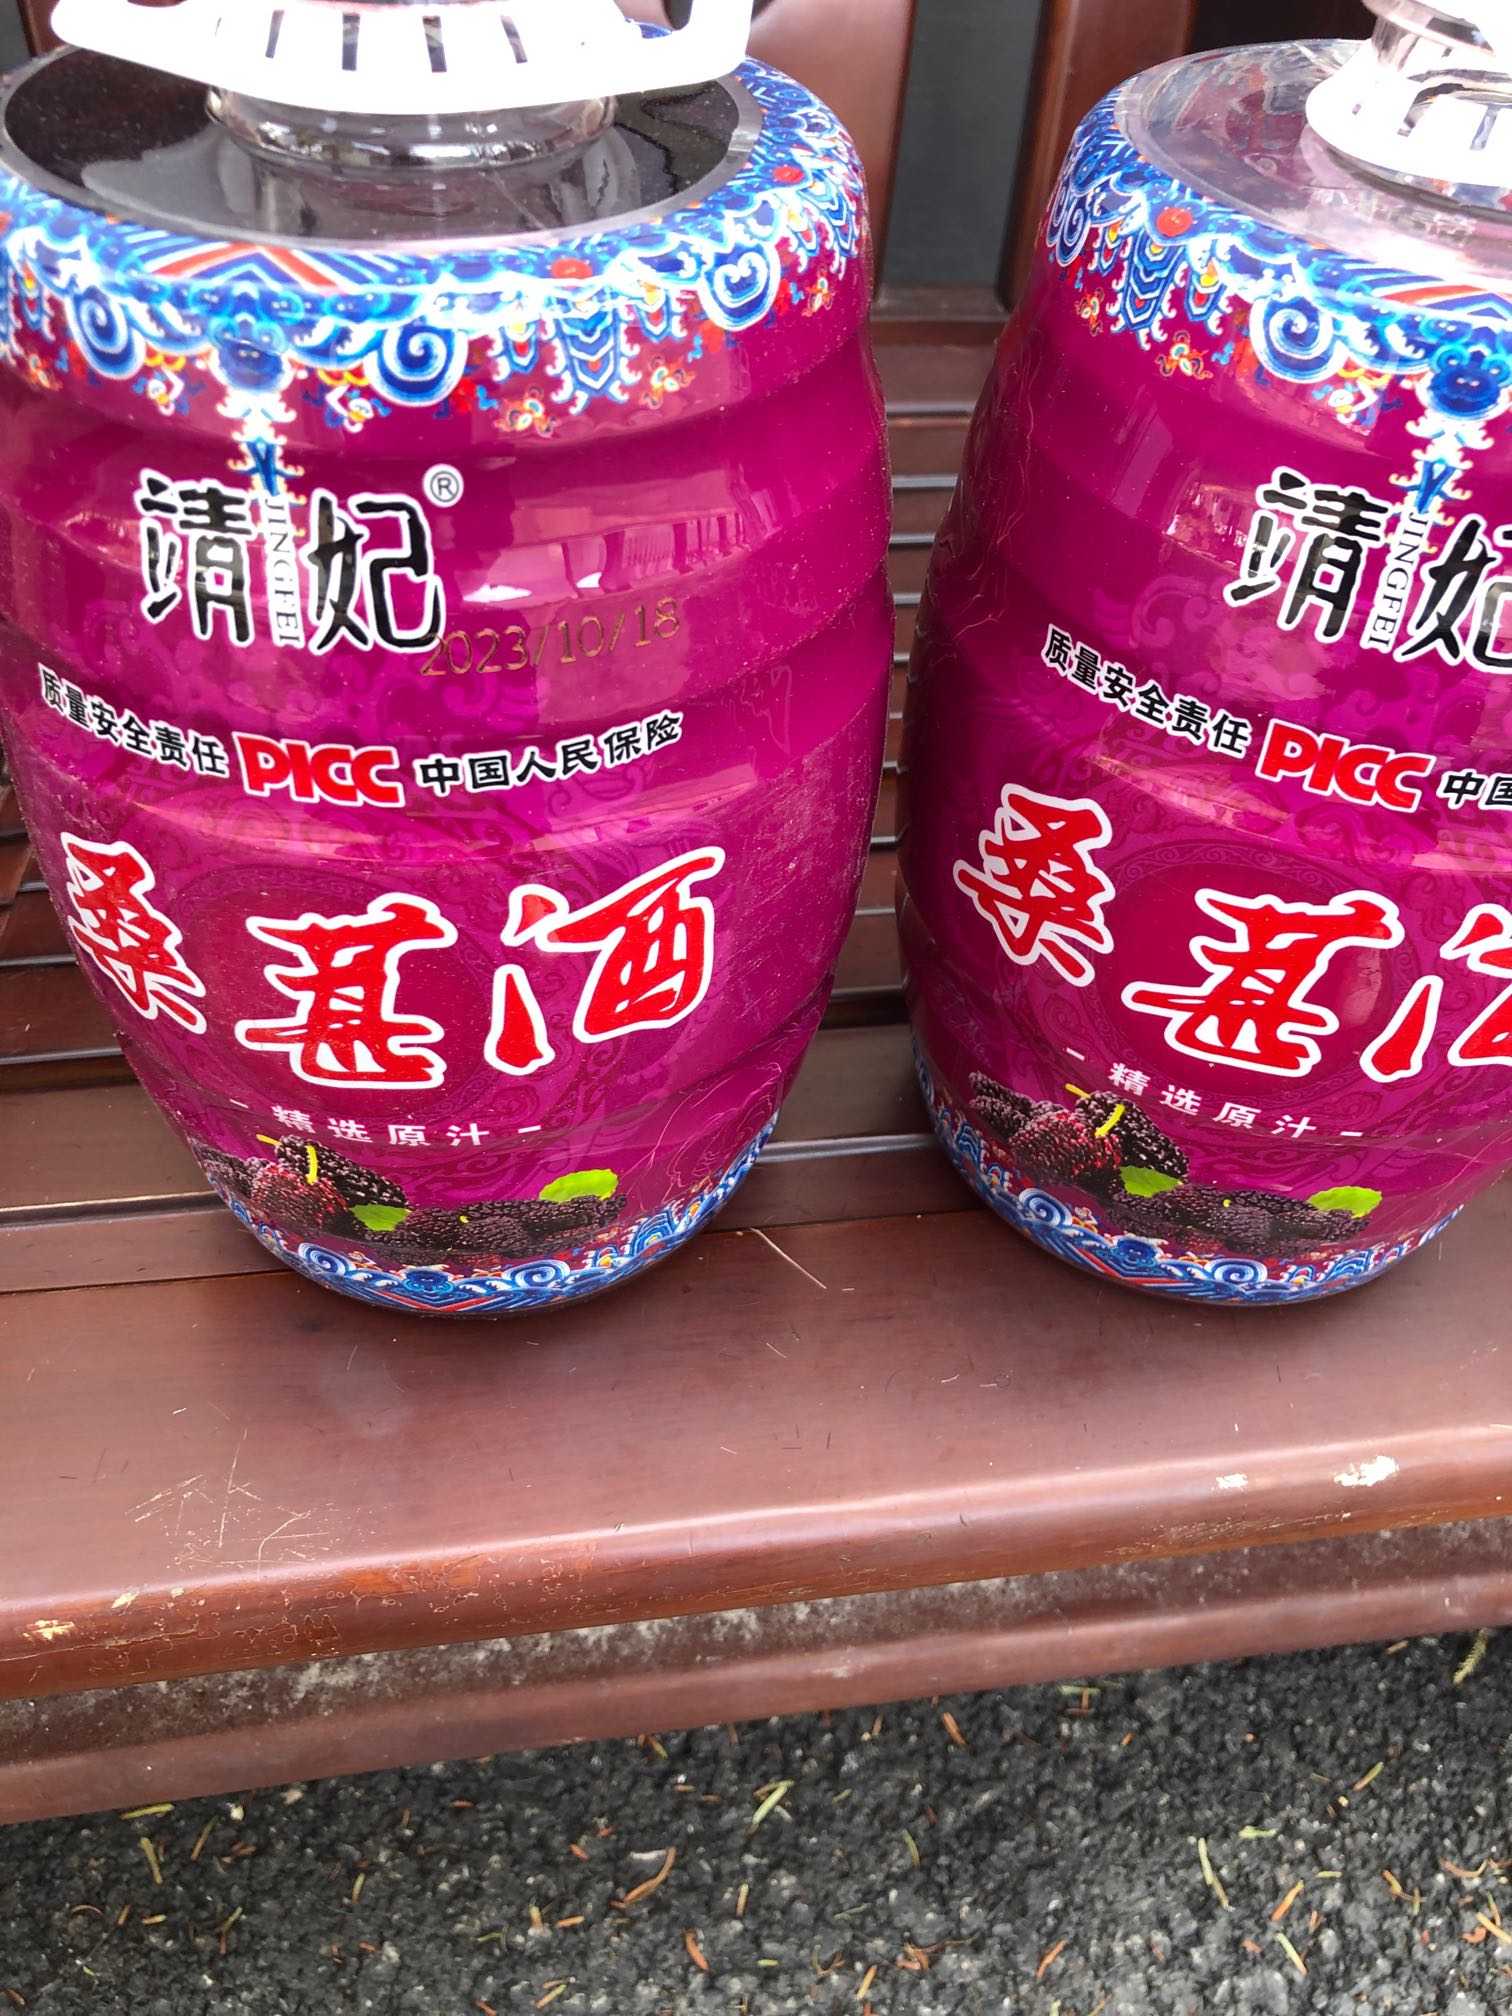 靖妃®
JINGFEI
2023/10/18
质量安全责任 PICC 中国人民保险
桑葚酒
- 精选原汁 -
靖妃
JINGFEI
质量安全责任 PICC 中国
桑葚
- 精选原汁 -